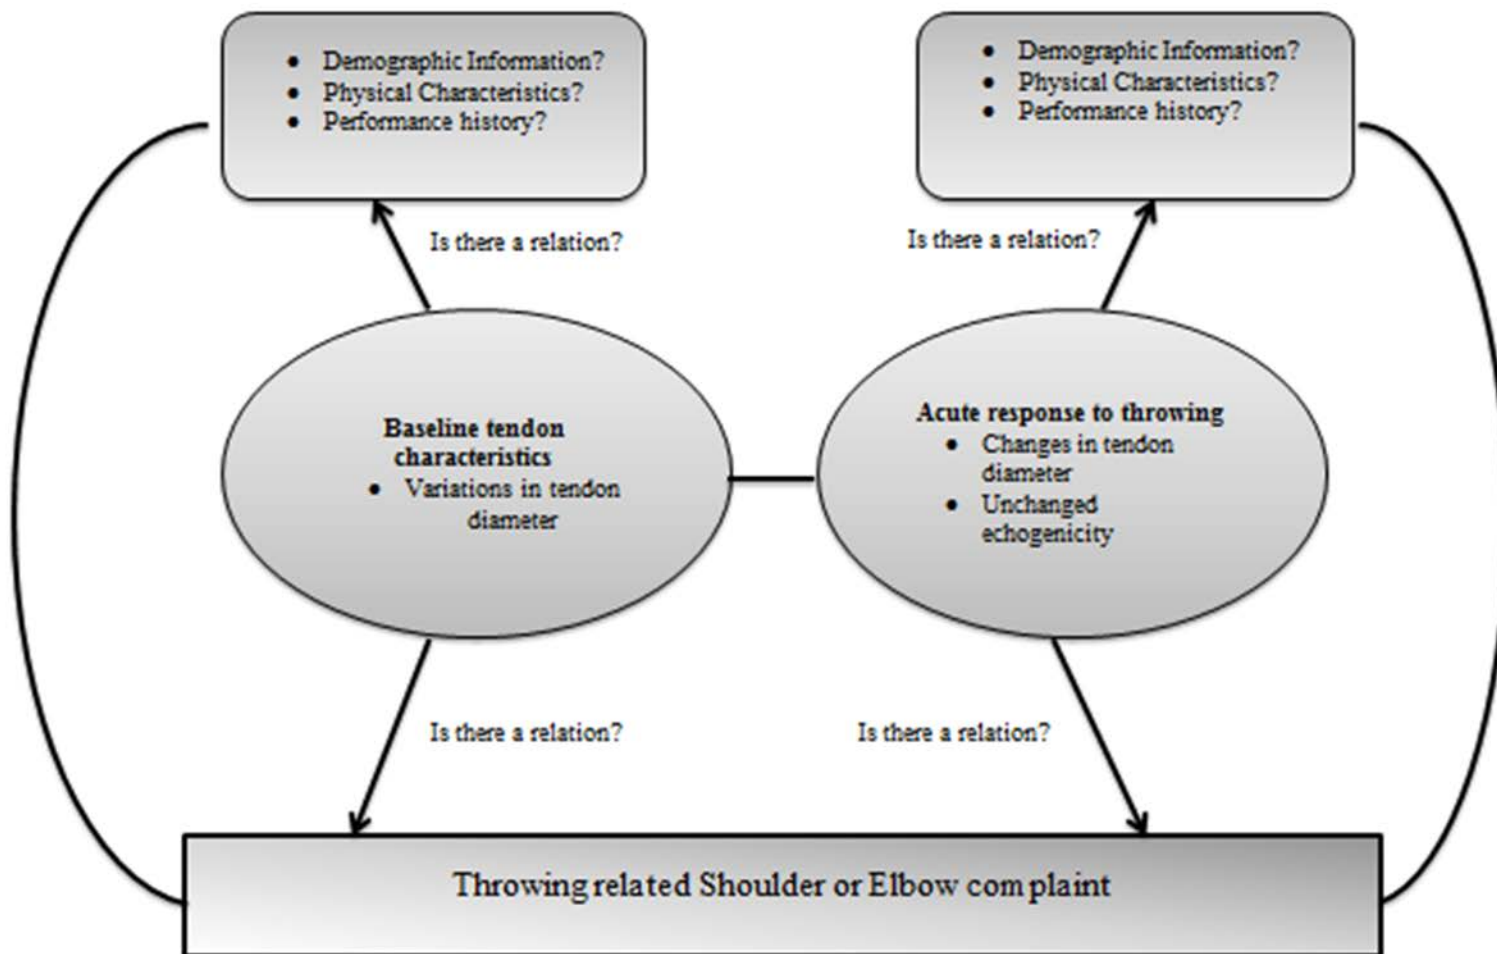 • Demographic Information?
• Physical Characteristics?
• Performance history?
• Demographic Information?
• Physical Characteristics?
• Performance history?
Is there a relation?
Is there a relation?
Baseline tendon
characteristics
• Variations in tendon
diameter
Acute response to throwing
• Changes in tendon
diameter
• Unchanged
echogenicity
Is there a relation?
Is there a relation?
Throwing related Shoulder or Elbow complaint